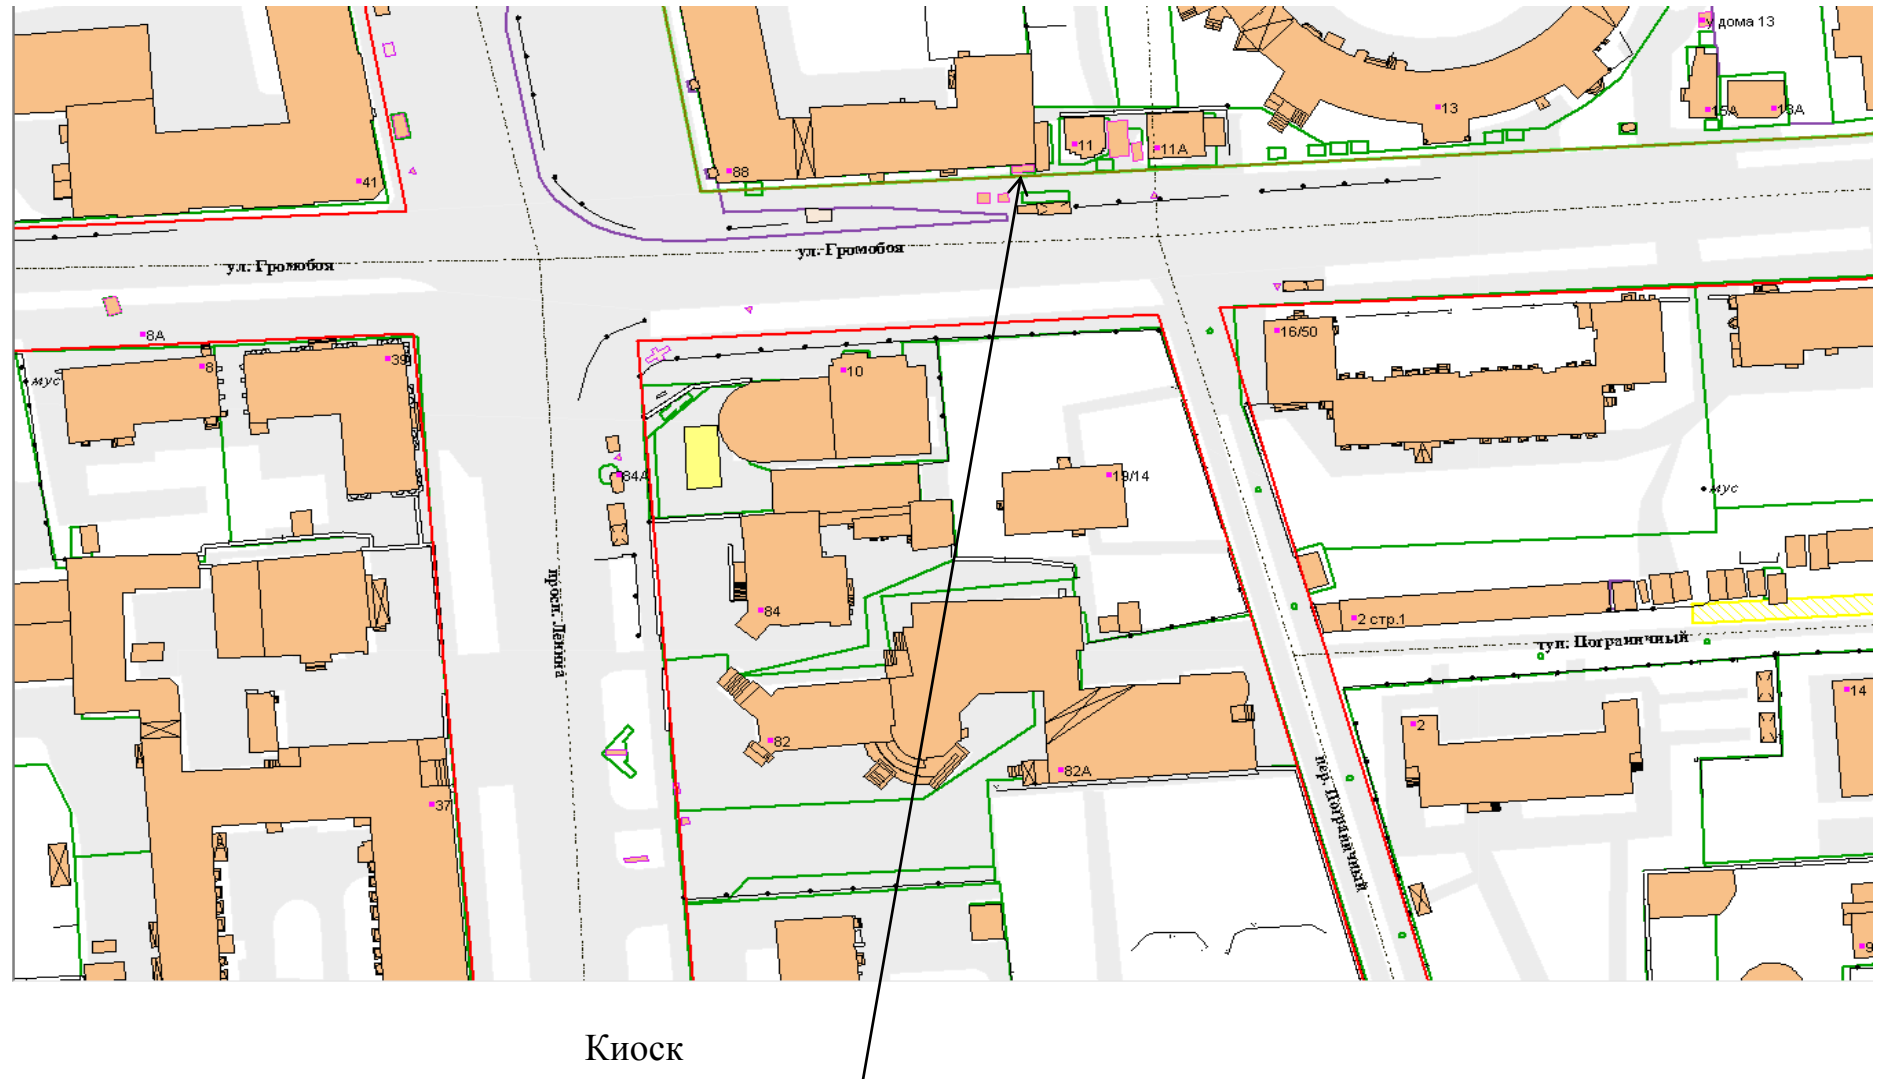 у дома 13
13
15А
13А
11
11А
88
41
ул. Громобоя
ул. Громобоя
8А
8
39
мус
10
16/50
84А
19/14
мус
просп. Ленина
84
2 стр.1
туп. Пограничный
82
82А
2
14
37
пер. Пограничный
9
Киоск